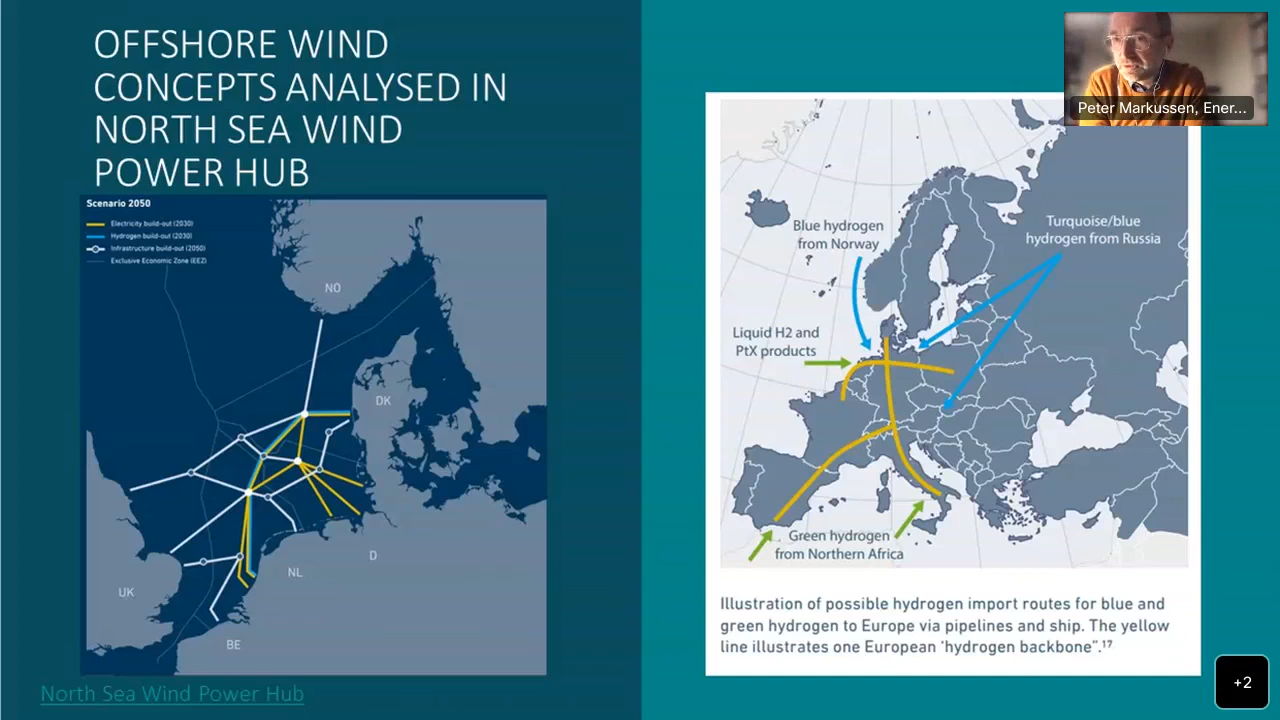 OFFSHORE WIND
CONCEPTS ANALYSED IN
NORTH SEA WIND
POWER HUB
Scenario 2050
Electricity build-out (2030)
Hydrogen build-out (2030)
Infrastructure build-out (2050)
Exclusive Economic Zone (EEZ)
NO
DK
D
NL
UK
BE
North Sea Wind Power Hub
Peter Markussen, Ener...
Blue hydrogen
from Norway
Turquoise/blue
hydrogen from Russia
Liquid H2 and
PtX products
Green hydrogen
from Northern Africa
Illustration of possible hydrogen import routes for blue and
green hydrogen to Europe via pipelines and ship. The yellow
line illustrates one European ‘hydrogen backbone”.¹⁷
+2